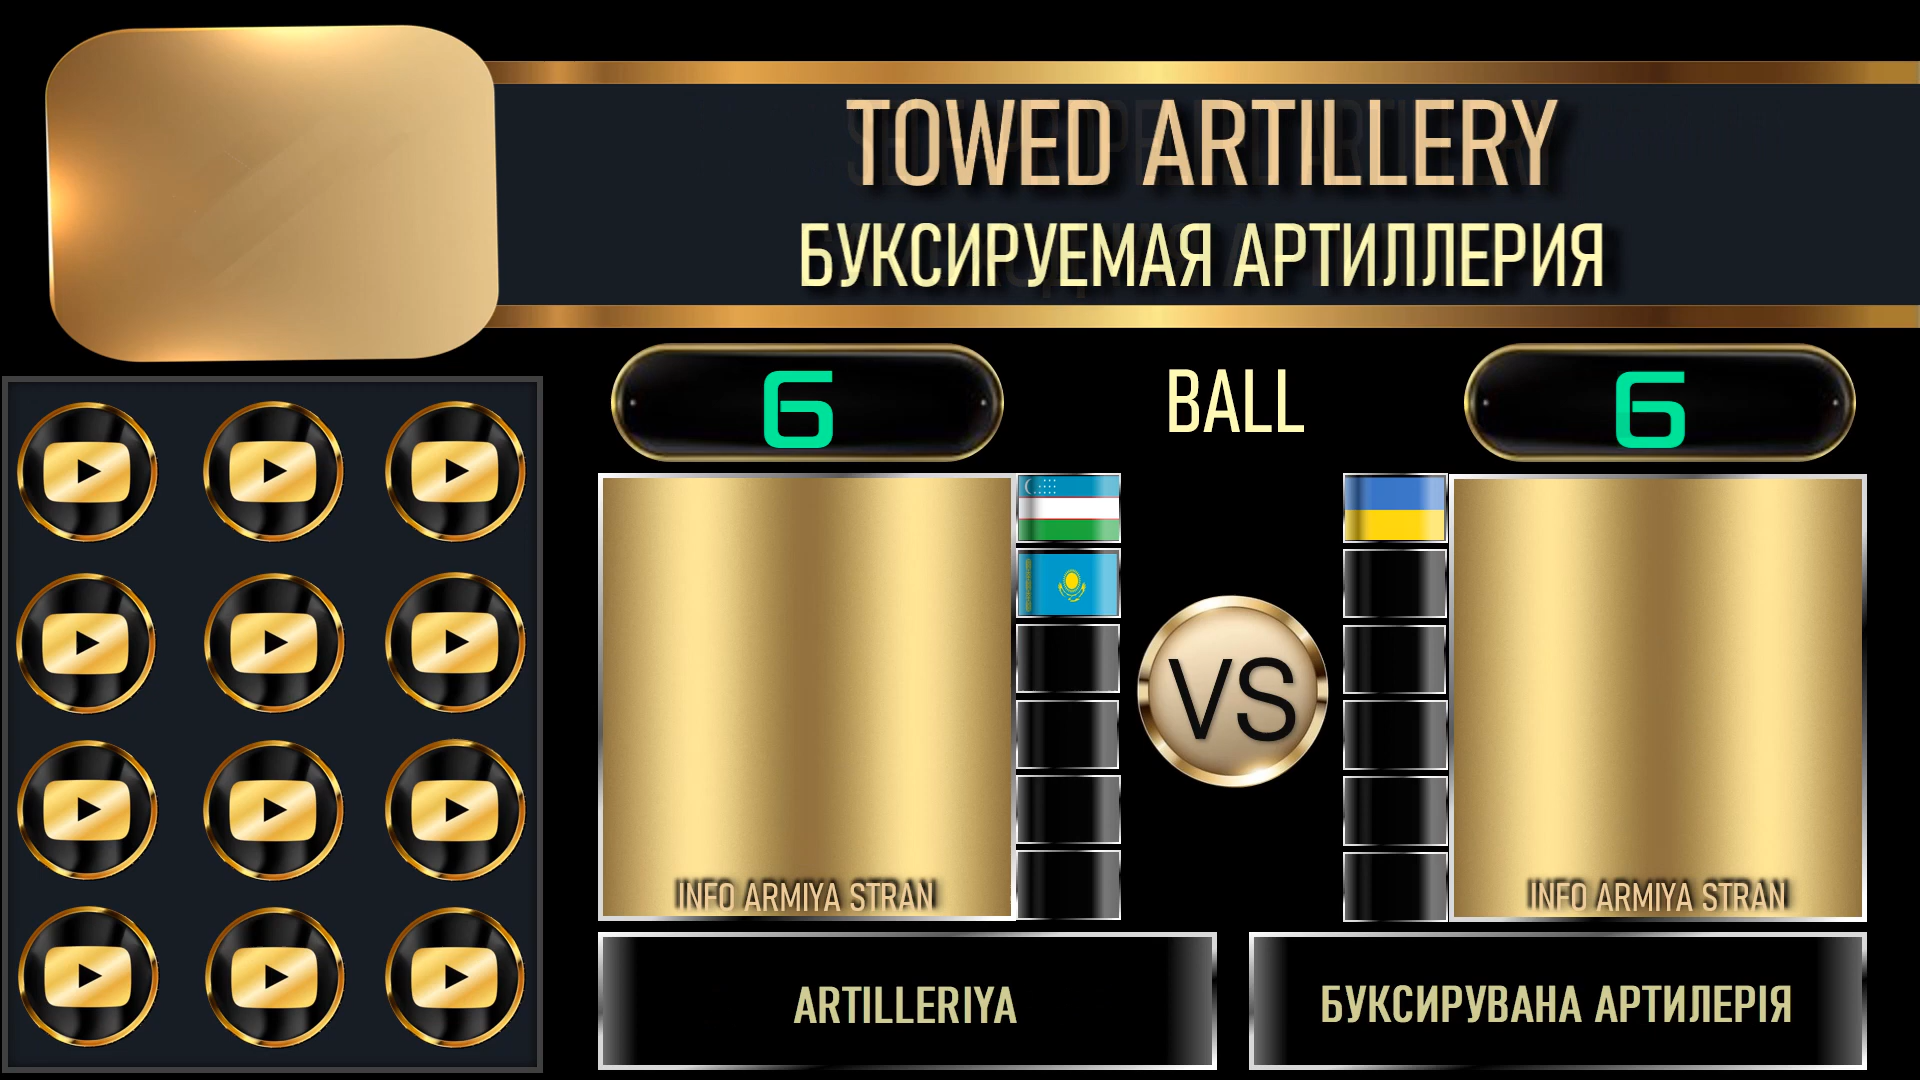 TOWED ARTILLERY
БУКСИРУЕМАЯ АРТИЛЛЕРИЯ
6
BALL
6
VS
INFO ARMIYA STRAN
INFO ARMIYA STRAN
ARTILLERIYA
БУКСИРУВАНА АРТИЛЕРІЯ